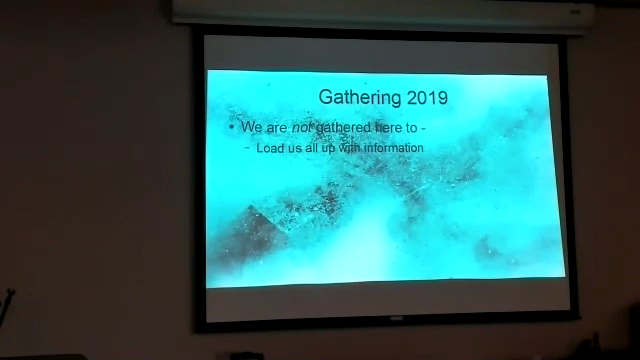 Gathering 2019
• We are not gathered here to -
– Load us all up with information